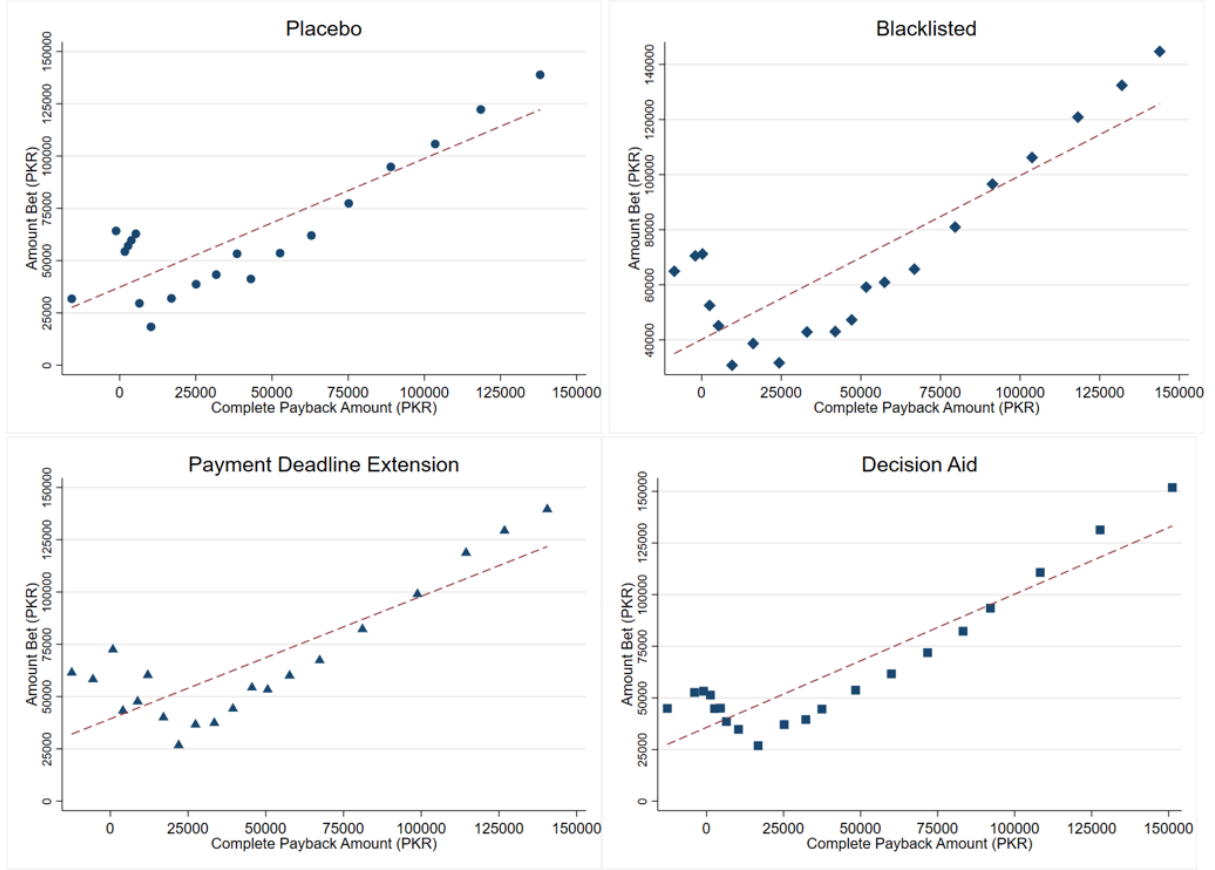 Placebo
Amount Bet (PKR)
150000
125000
100000
75000
50000
25000
0
0 25000 50000 75000 100000 125000 150000
Complete Payback Amount (PKR)
Blacklisted
Amount Bet (PKR)
140000
120000
100000
80000
60000
40000
0 25000 50000 75000 100000 125000 150000
Complete Payback Amount (PKR)
Payment Deadline Extension
Amount Bet (PKR)
150000
125000
100000
75000
50000
25000
0
0 25000 50000 75000 100000 125000 150000
Complete Payback Amount (PKR)
Decision Aid
Amount Bet (PKR)
150000
125000
100000
75000
50000
25000
0
0 25000 50000 75000 100000 125000 150000
Complete Payback Amount (PKR)